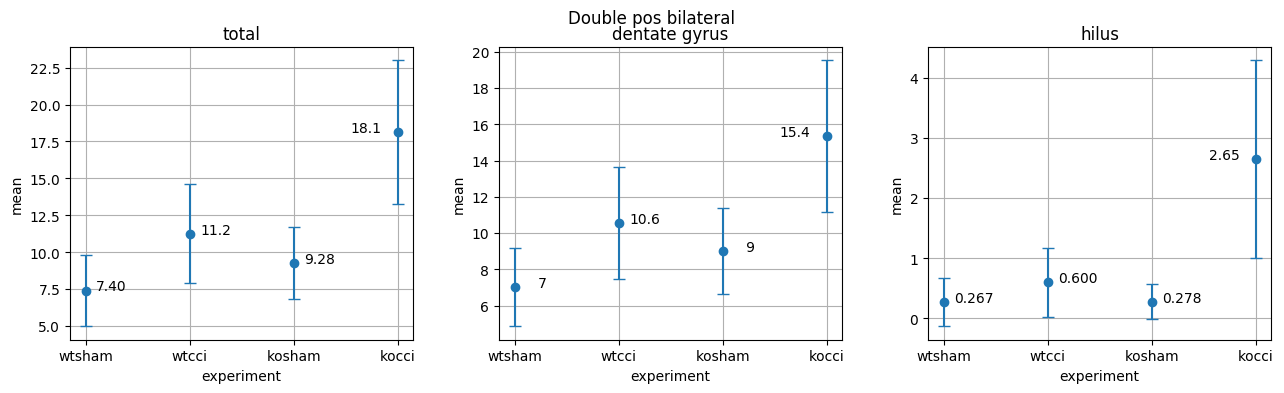 Double pos bilateral
total
22.5
20.0
17.5
15.0
12.5
10.0
7.5
5.0
mean
7.40
11.2
9.28
18.1
wtsham wtcci kosham kocci
experiment
dentate gyrus
20
18
16
14
12
10
8
6
mean
7
10.6
9
15.4
wtsham wtcci kosham kocci
experiment
hilus
4
3
2
1
0
mean
0.267
0.600
0.278
2.65
wtsham wtcci kosham kocci
experiment